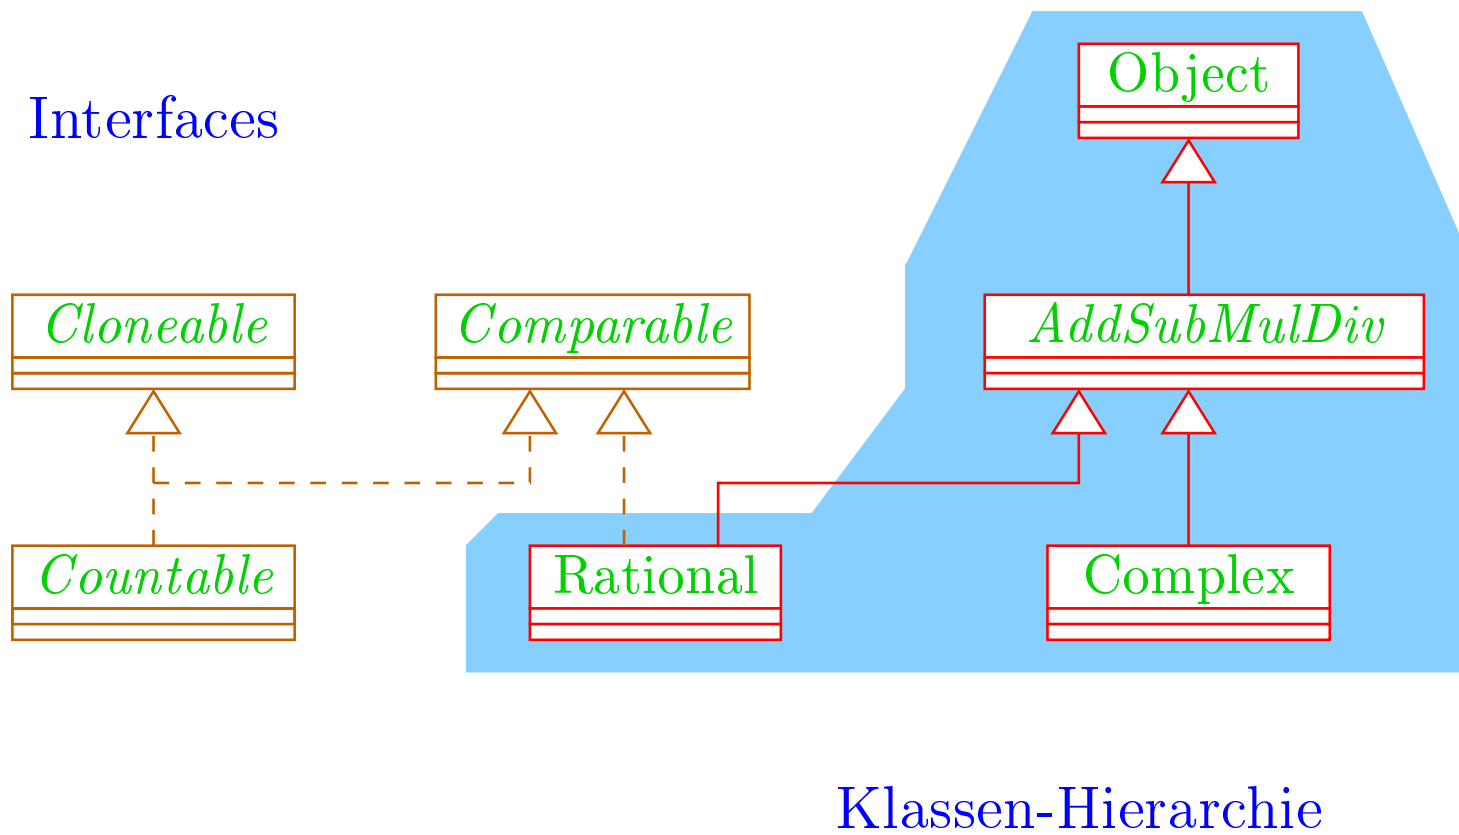 Object
Interfaces
Cloneable
Comparable
AddSubMulDiv
Countable
Rational
Complex
Klassen-Hierarchie